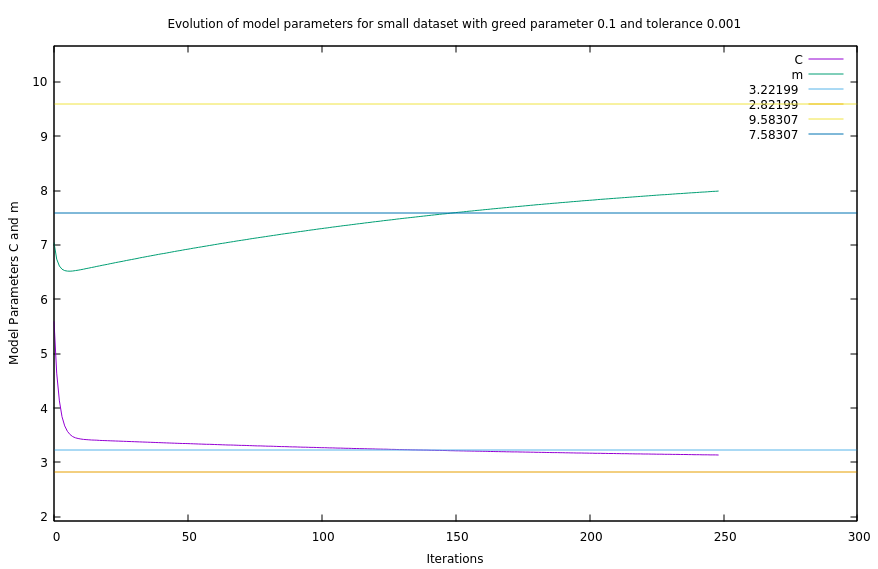 Evolution of model parameters for small dataset with greed parameter 0.1 and tolerance 0.001
C
m
3.22199
2.82199
9.58307
7.58307
10
9
8
7
6
5
4
3
2
Model Parameters C and m
0 50 100 150 200 250 300
Iterations